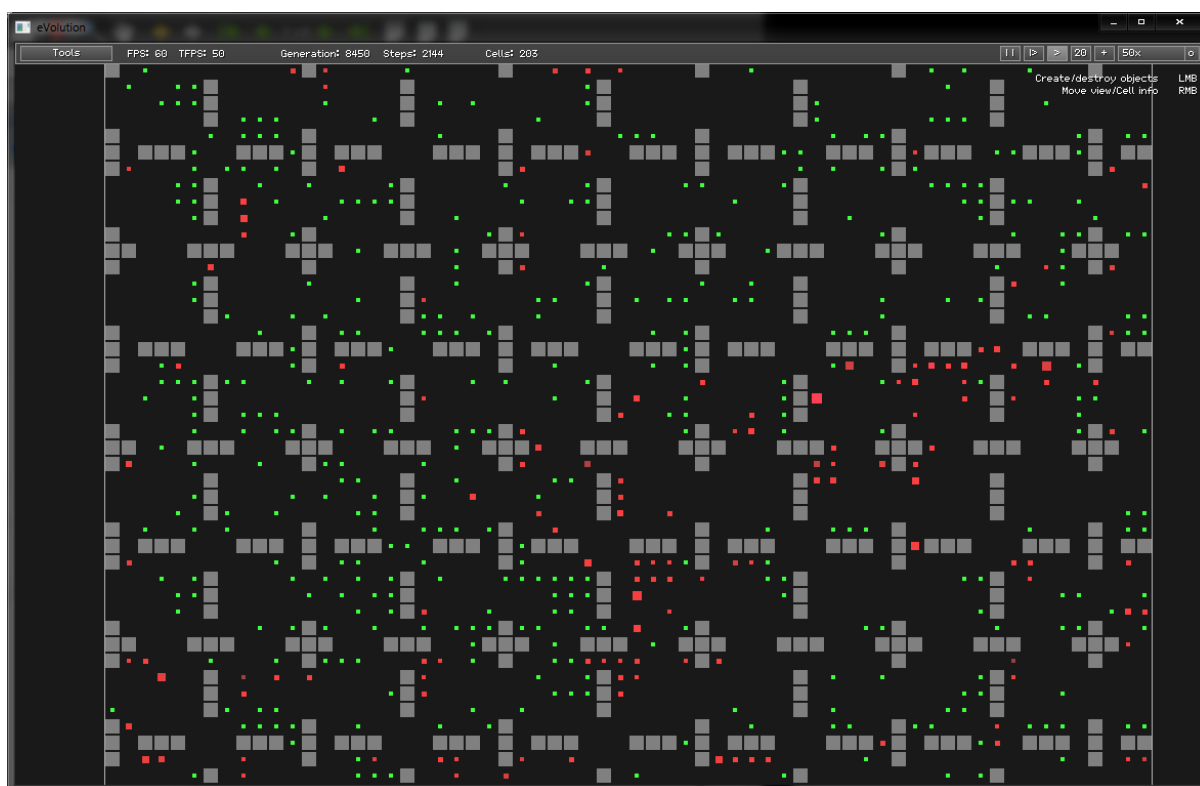 eVolution
Tools FPS: 60 TFPS: 50 Generation: 8450 Steps: 2144 Cells: 203 || |> > 20 + 50x o
Create/destroy objects LMB
Move view/Cell info RMB